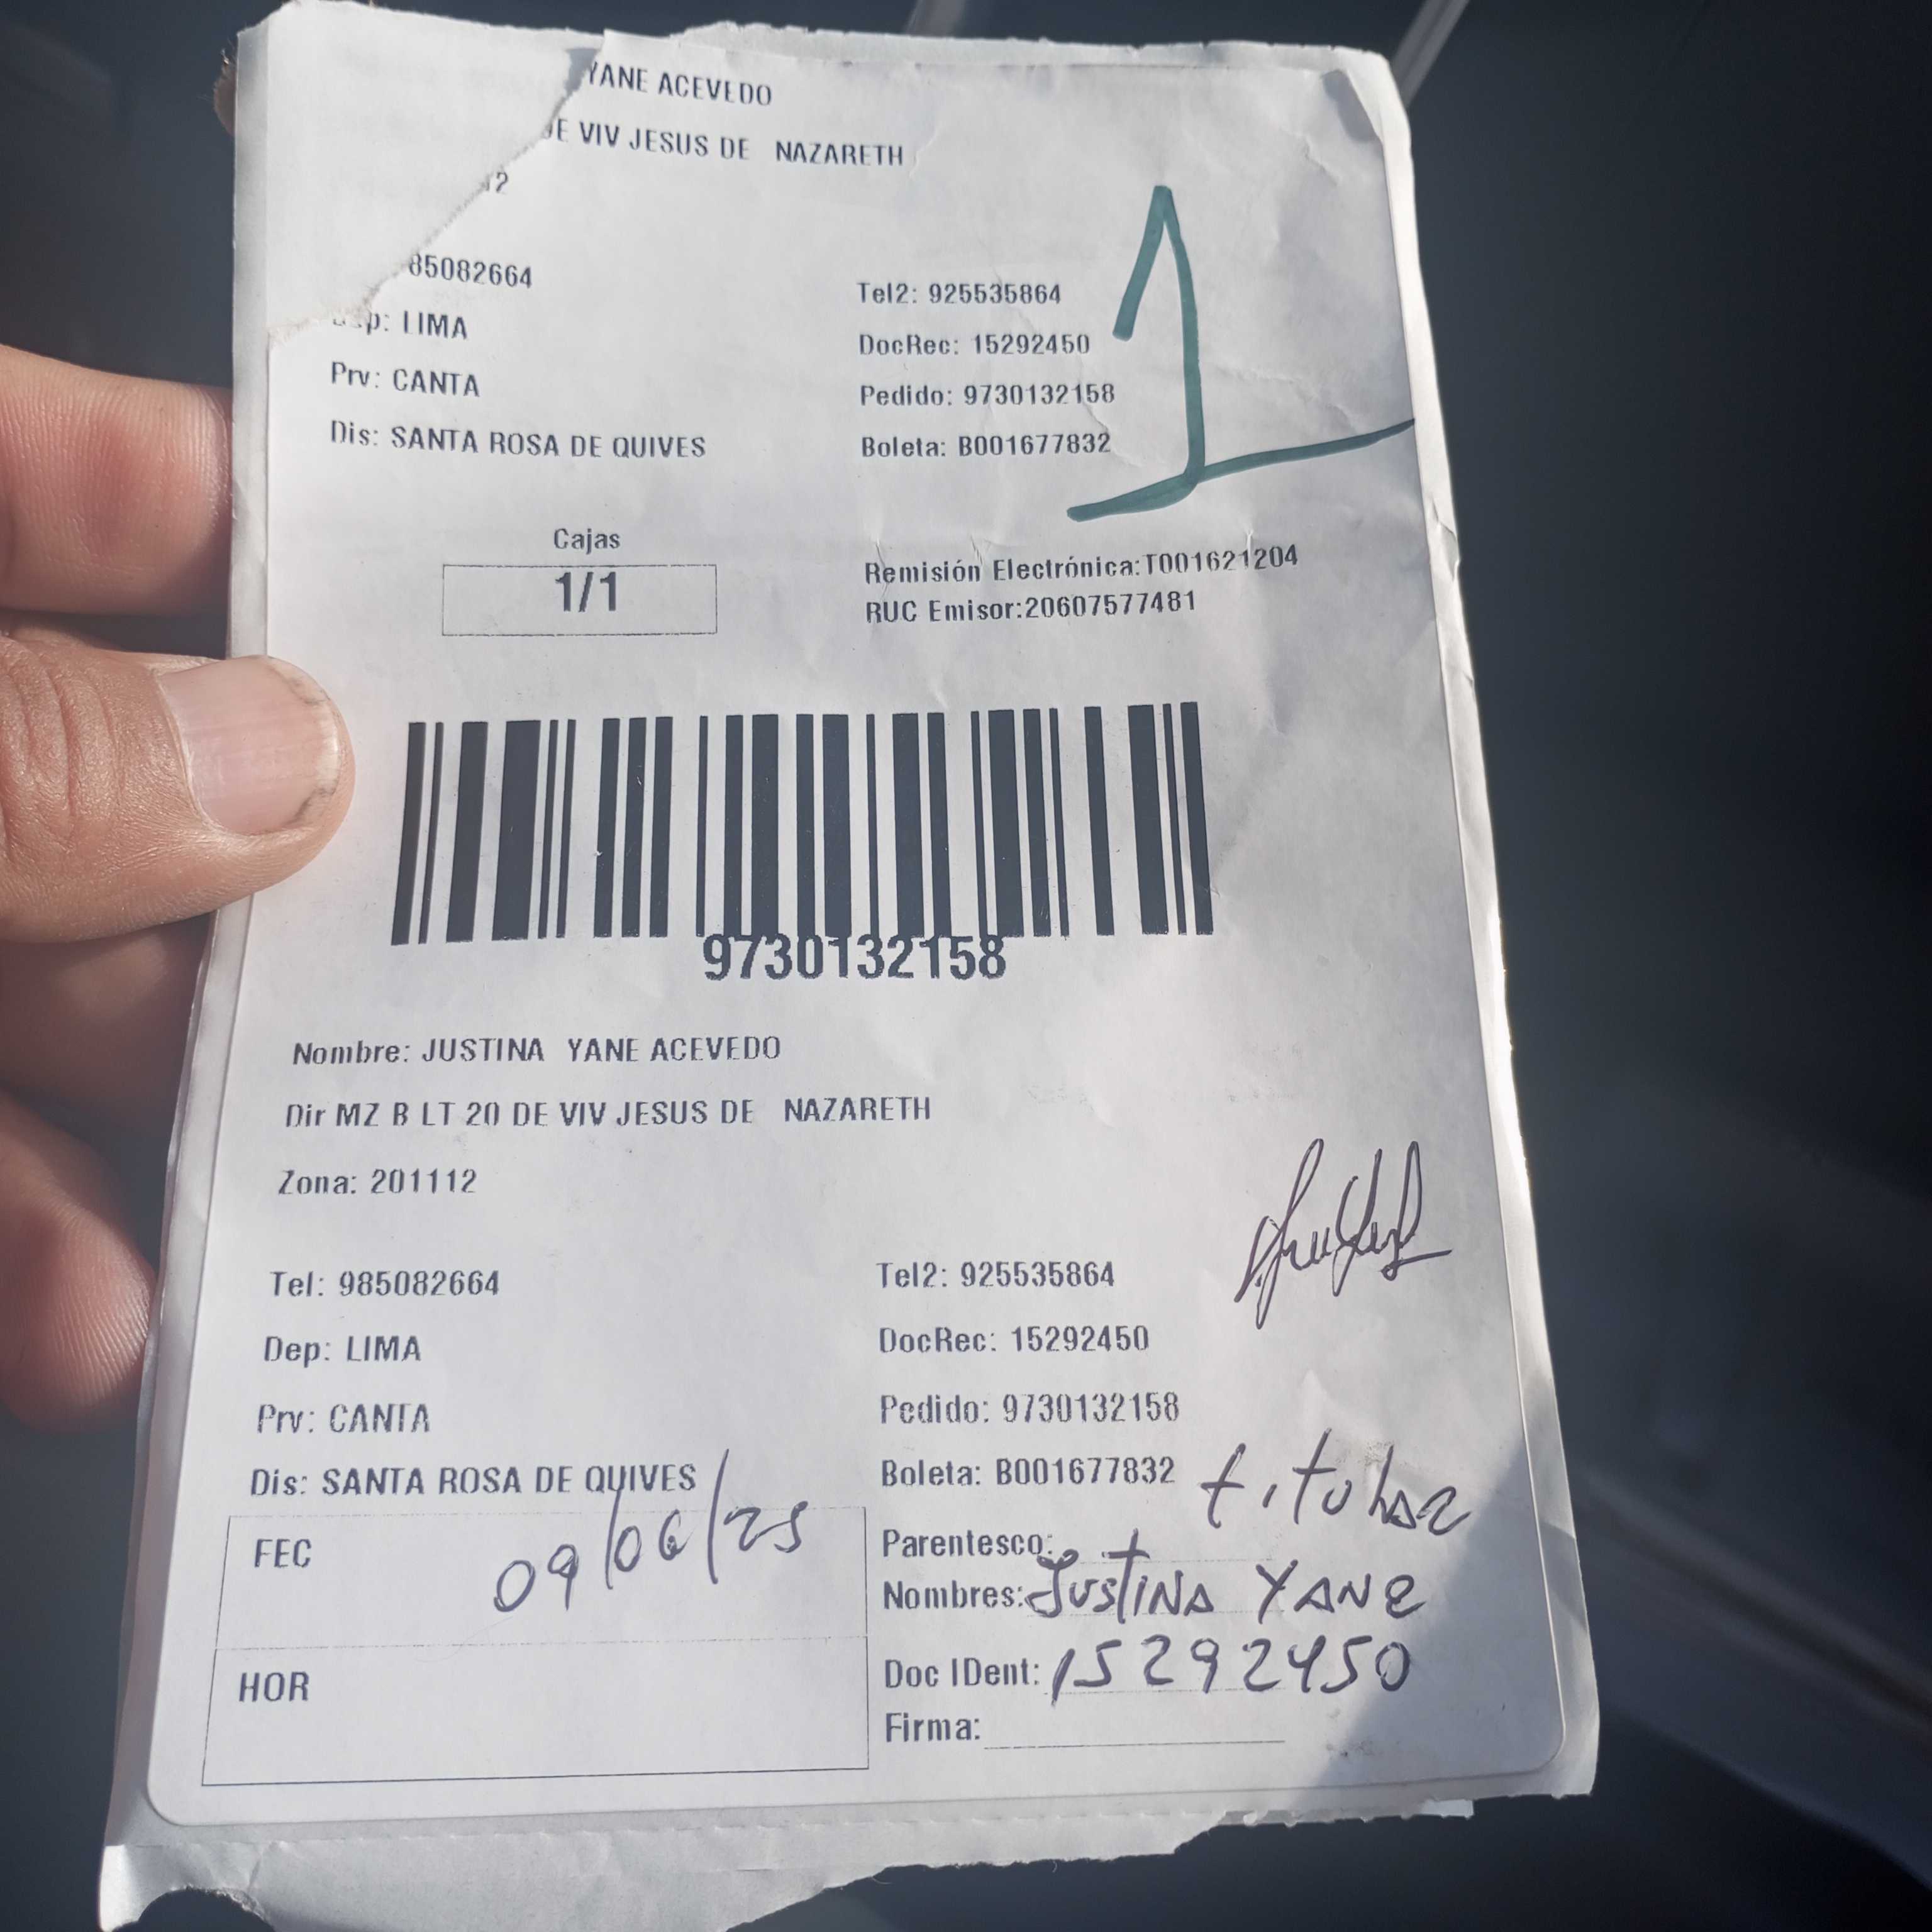 YANE ACEVEDO
DE VIV JESUS DE NAZARETH
12
85082664
Tel2: 925535864
Dep: LIMA
DocRec: 15292450
Prv: CANTA
Pedido: 9730132158
Dis: SANTA ROSA DE QUIVES
Boleta: B001677832
1
Cajas
1/1
Remisión Electrónica:T001621204
RUC Emisor:20607577481
9730132158
Nombre: JUSTINA YANE ACEVEDO
Dir MZ B LT 20 DE VIV JESUS DE NAZARETH
Zona: 201112
Tel: 985082664
Tel2: 925535864
Dep: LIMA
DocRec: 15292450
Prv: CANTA
Pedido: 9730132158
Dis: SANTA ROSA DE QUIVES
Boleta: B001677832
FEC 09/06/25
HOR
Parentesco: titular
Nombres: Justina Yane
Doc IDent: 15292450
Firma: